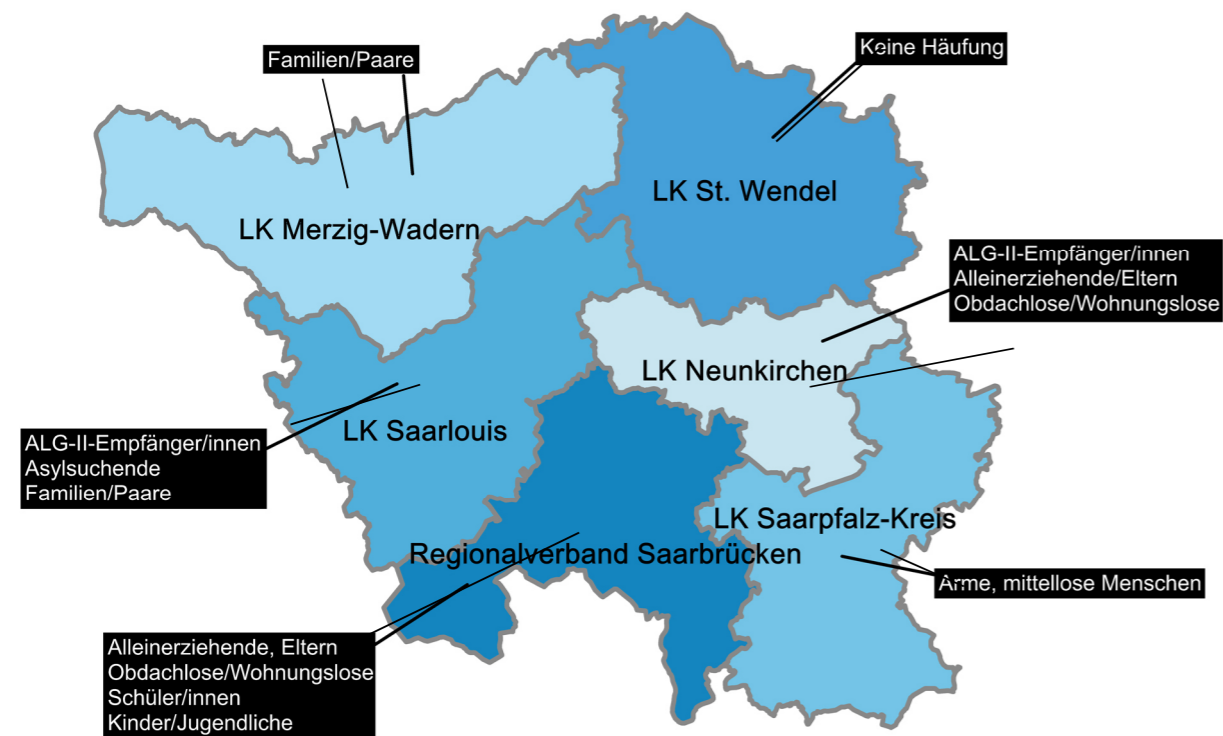 Familien/Paare
Keine Häufung
LK St. Wendel
LK Merzig-Wadern
ALG-II-Empfänger/innen
Alleinerziehende/Eltern
Obdachlose/Wohnungslose
LK Neunkirchen
LK Saarlouis
ALG-II-Empfänger/innen
Asylsuchende
Familien/Paare
LK Saarpfalz-Kreis
Regionalverband Saarbrücken
Arme, mittellose Menschen
Alleinerziehende, Eltern
Obdachlose/Wohnungslose
Schüler/innen
Kinder/Jugendliche